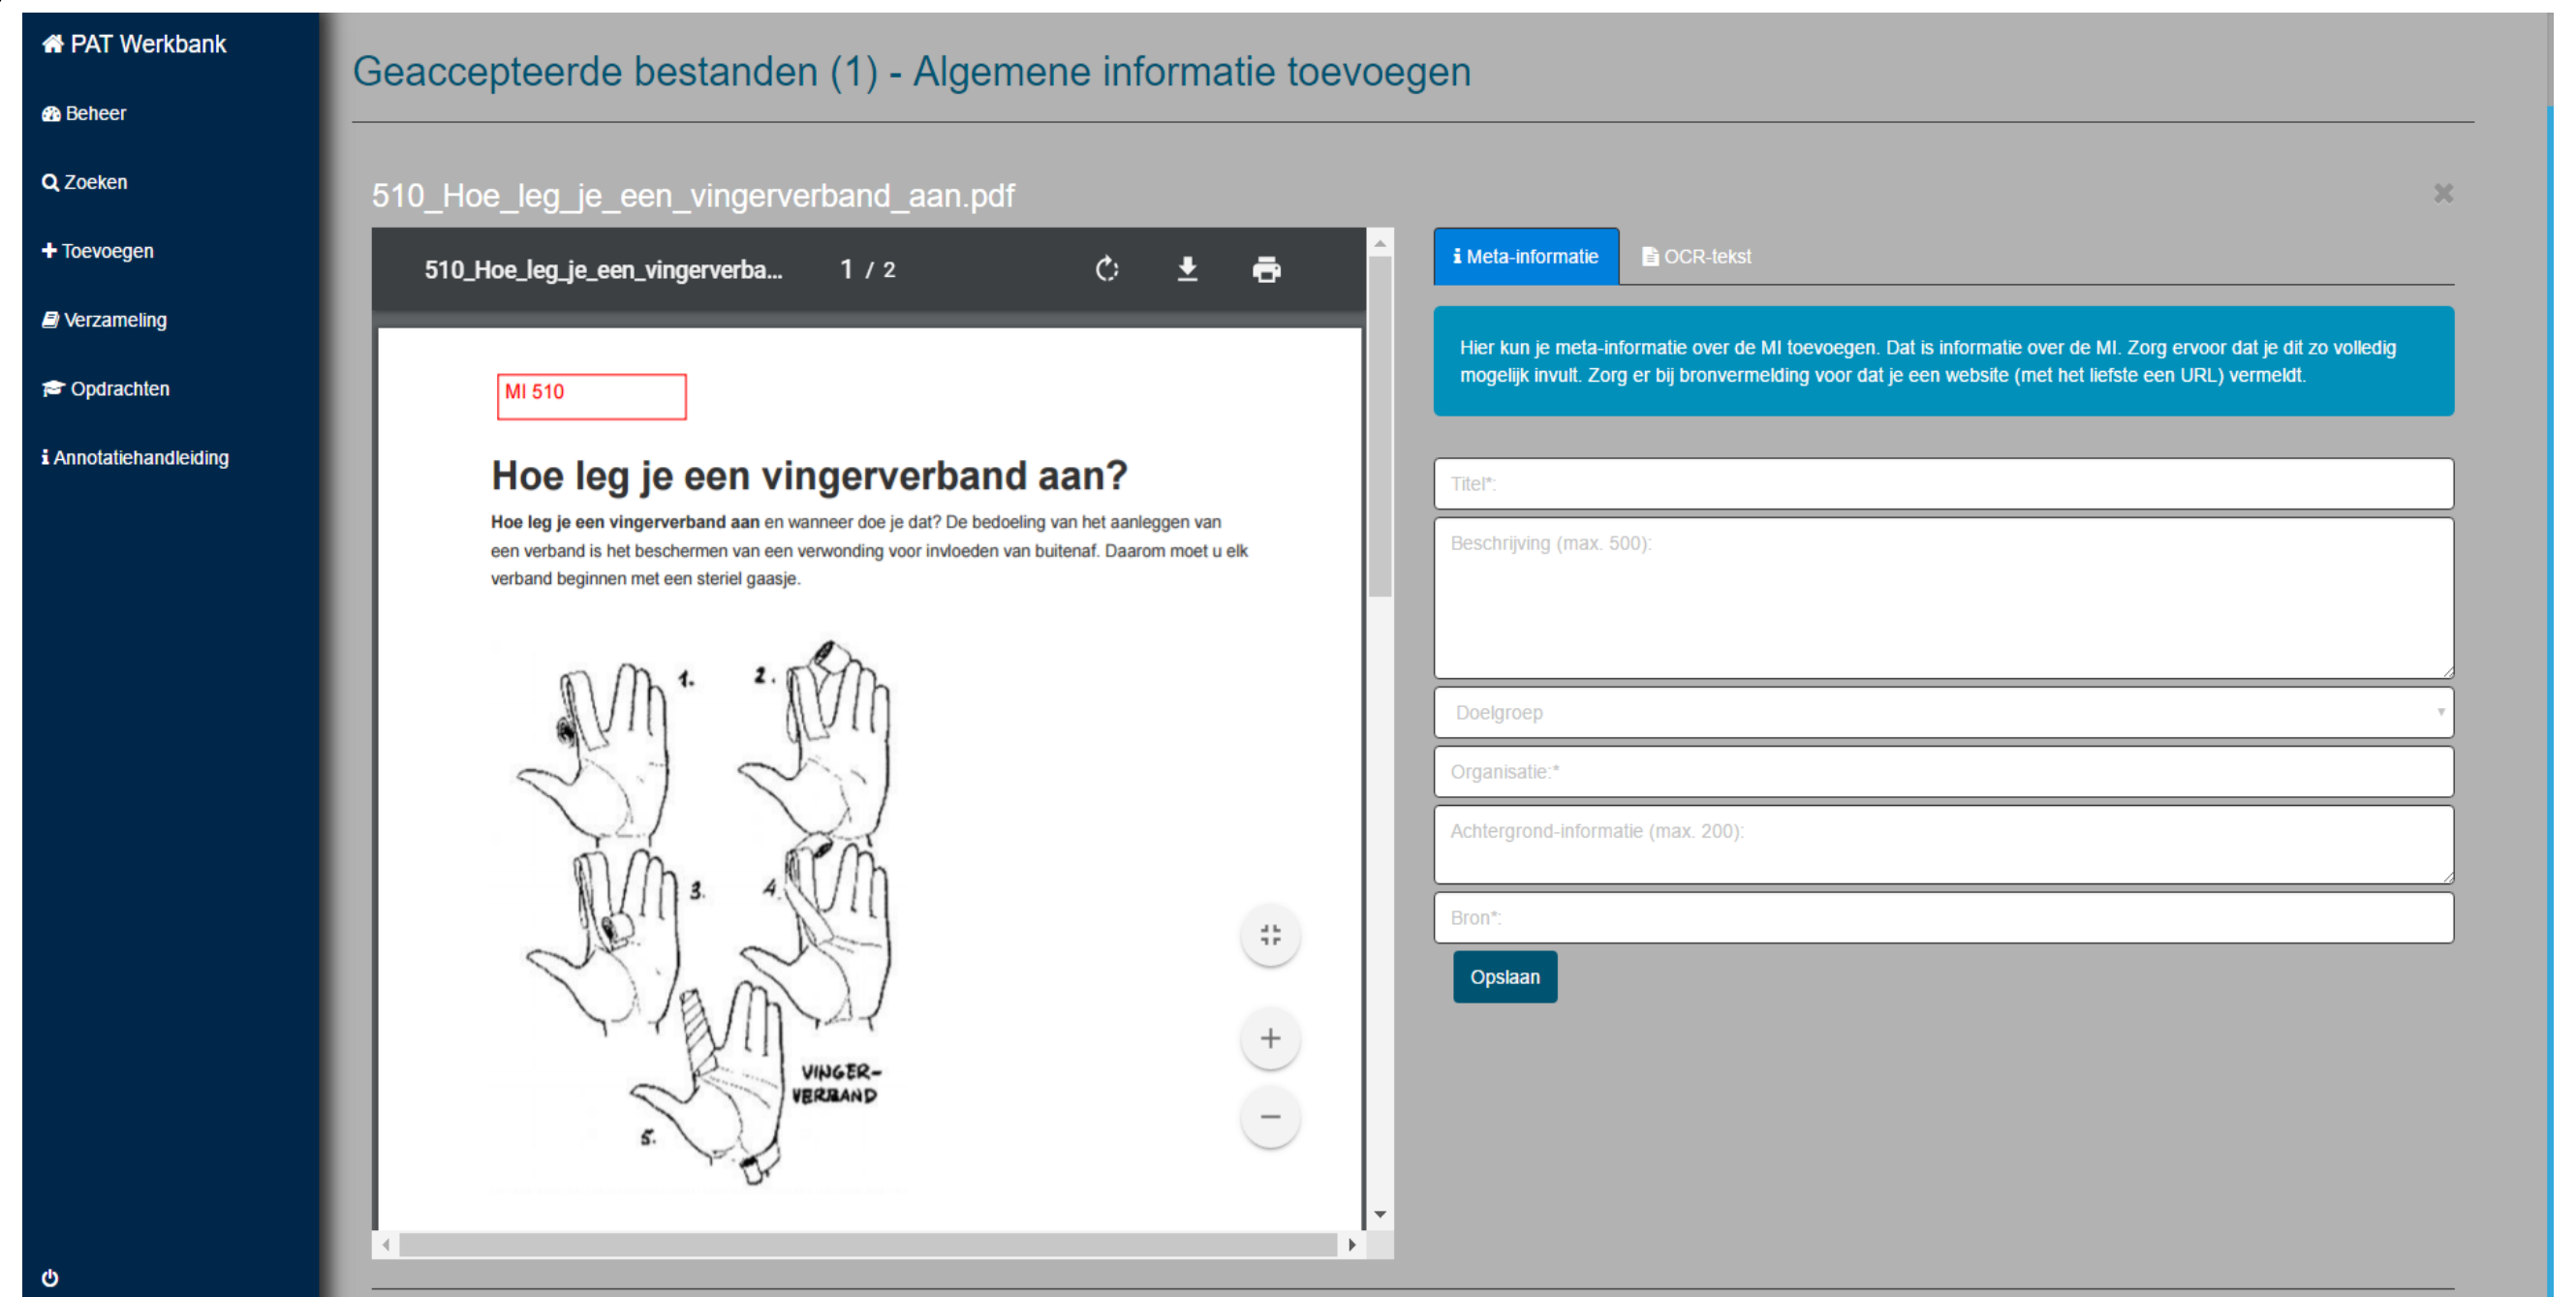 PAT Werkbank
Beheer
Zoeken
Toevoegen
Verzameling
Opdrachten
Annotatiehandleiding
Geaccepteerde bestanden (1) - Algemene informatie toevoegen
510_Hoe_leg_je_een_vingerverband_aan.pdf
510_Hoe_leg_je_een_vingerverba... 1 / 2
MI 510
Hoe leg je een vingerverband aan?
Hoe leg je een vingerverband aan en wanneer doe je dat? De bedoeling van het aanleggen van
een verband is het beschermen van een verwonding voor invloeden van buitenaf. Daarom moet u elk
verband beginnen met een steriel gaasje.
1.
2.
3.
4.
5.
VINGER-
VERBAND
Meta-informatie
OCR-tekst
Hier kun je meta-informatie over de MI toevoegen. Dat is informatie over de MI. Zorg ervoor dat je dit zo volledig
mogelijk invult. Zorg er bij bronvermelding voor dat je een website (met het liefste een URL) vermeldt.
Titel*:
Beschrijving (max. 500):
Doelgroep
Organisatie:*
Achtergrond-informatie (max. 200):
Bron*:
Opslaan